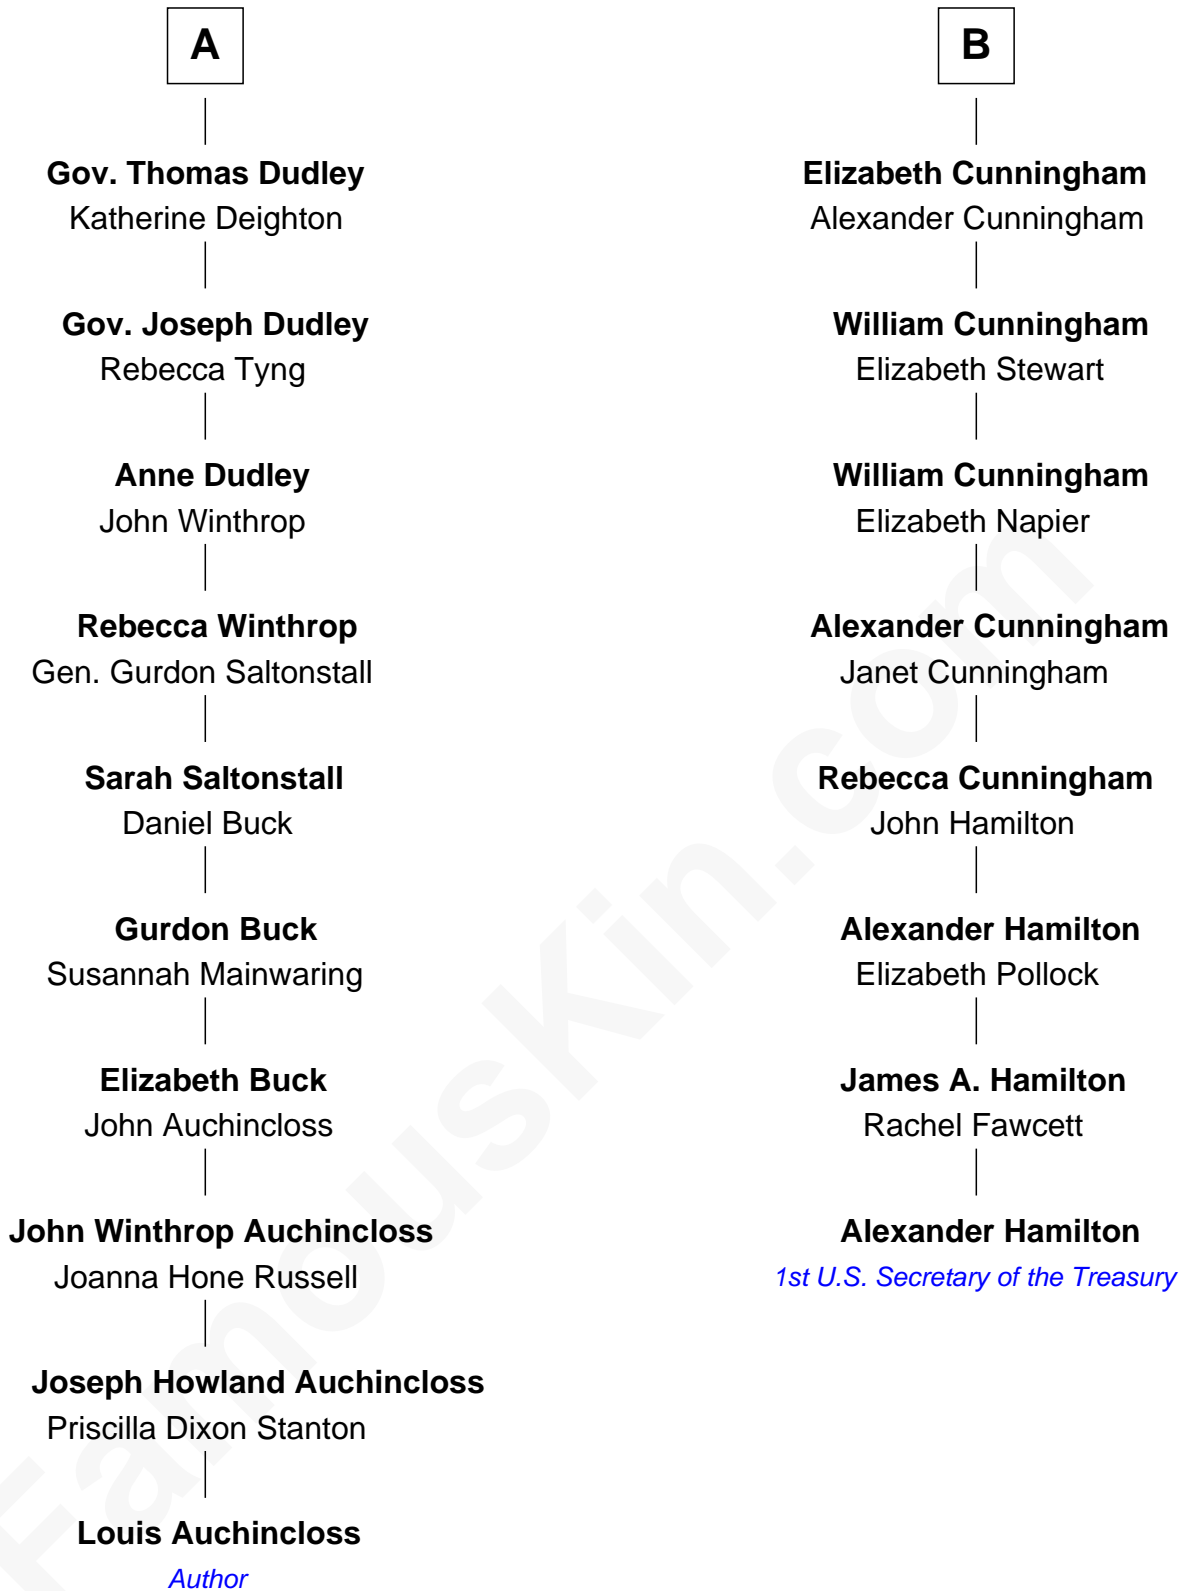 A
Gov. Thomas Dudley
Katherine Deighton
Gov. Joseph Dudley
Rebecca Tyng
Anne Dudley
John Winthrop
Rebecca Winthrop
Gen. Gurdon Saltonstall
Sarah Saltonstall
Daniel Buck
Gurdon Buck
Susannah Mainwaring
Elizabeth Buck
John Auchincloss
John Winthrop Auchincloss
Joanna Hone Russell
Joseph Howland Auchincloss
Priscilla Dixon Stanton
Louis Auchincloss
Author
B
Elizabeth Cunningham
Alexander Cunningham
William Cunningham
Elizabeth Stewart
William Cunningham
Elizabeth Napier
Alexander Cunningham
Janet Cunningham
Rebecca Cunningham
John Hamilton
Alexander Hamilton
Elizabeth Pollock
James A. Hamilton
Rachel Fawcett
Alexander Hamilton
1st U.S. Secretary of the Treasury
FamousKin.com